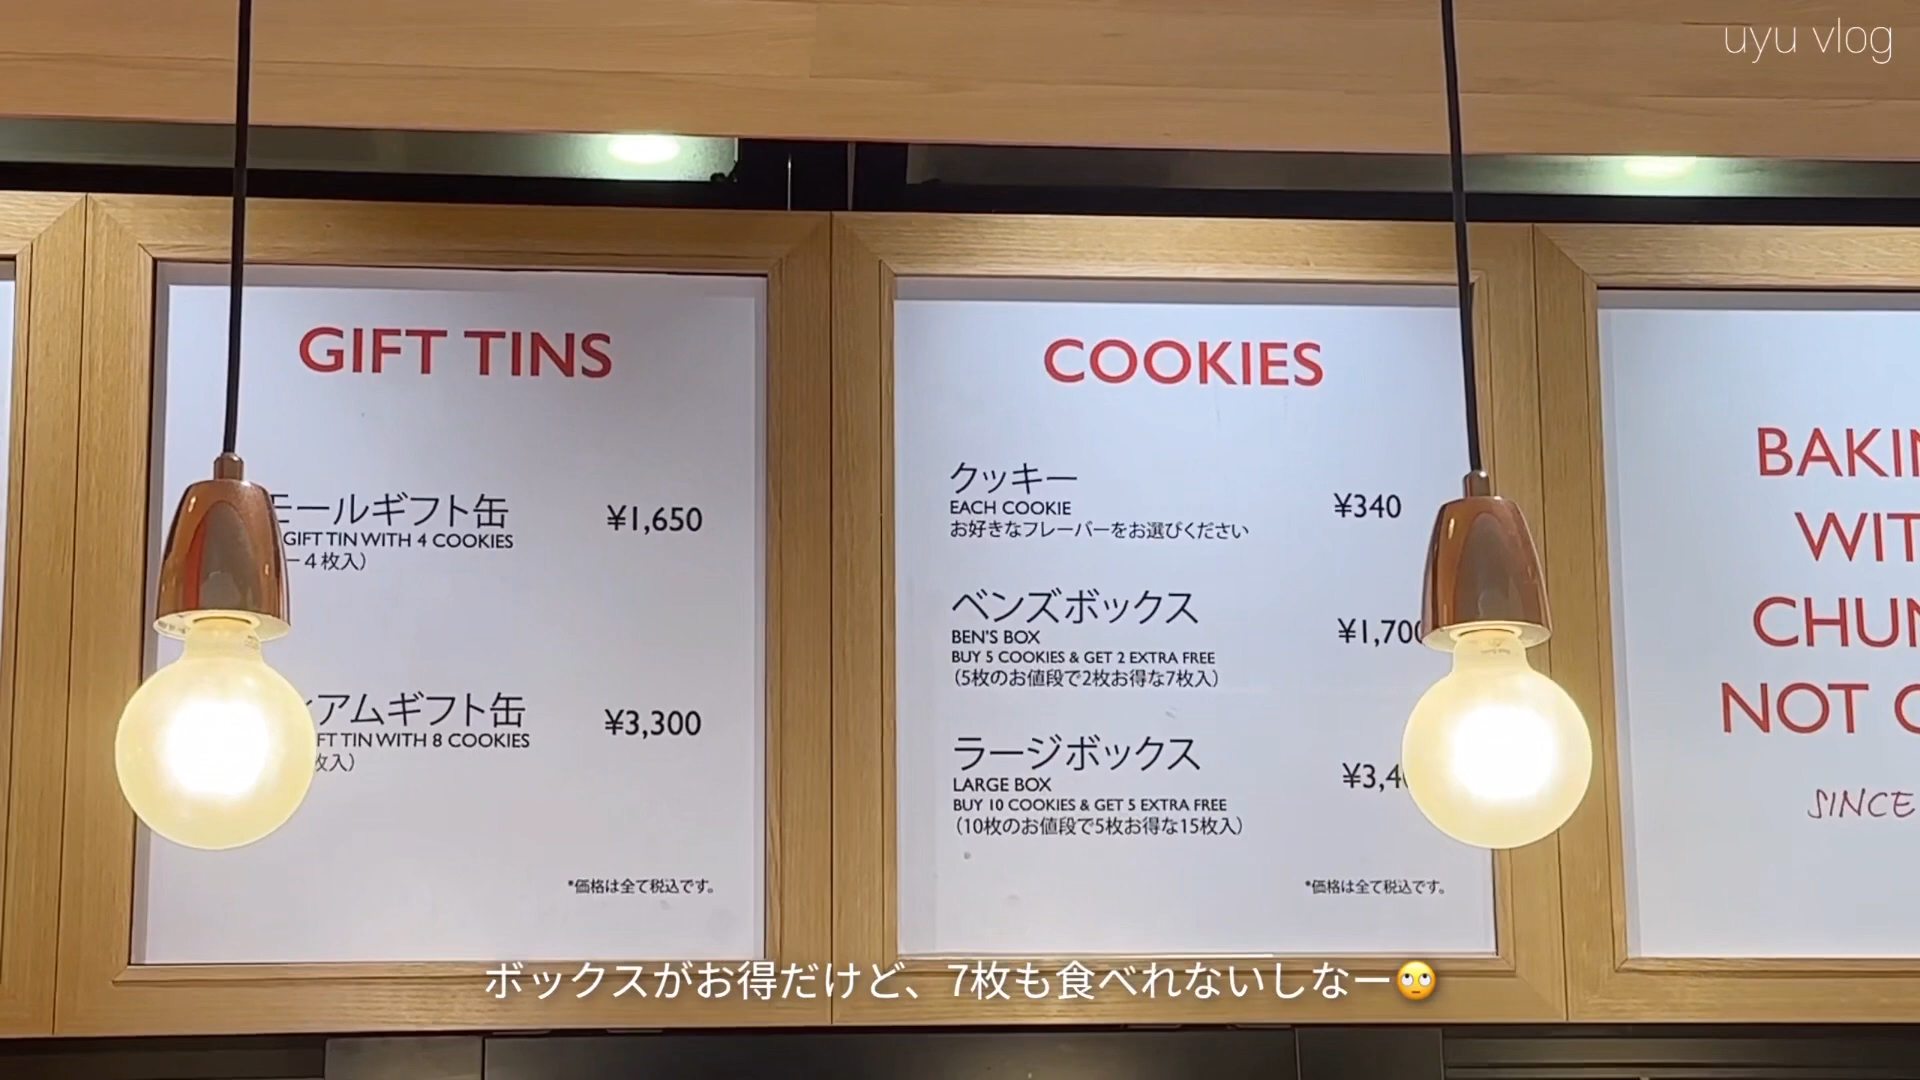 uyu vlog
GIFT TINS
モールギフト缶
¥1,650
GIFT TIN WITH 4 COOKIES
ー4枚入）
ィアムギフト缶
¥3,300
FT TIN WITH 8 COOKIES
枚入）
*価格は全て税込です。
COOKIES
クッキー
¥340
EACH COOKIE
お好きなフレーバーをお選びください
ベンズボックス
¥1,700
BEN'S BOX
BUY 5 COOKIES & GET 2 EXTRA FREE
（5枚のお値段で2枚お得な7枚入）
ラージボックス
¥3,4
LARGE BOX
BUY 10 COOKIES & GET 5 EXTRA FREE
（10枚のお値段で5枚お得な15枚入）
*価格は全て税込です。
BAKIN
WIT
CHUN
NOT
SINCE
ボックスがお得だけど、7枚も食べれないしなー🙄